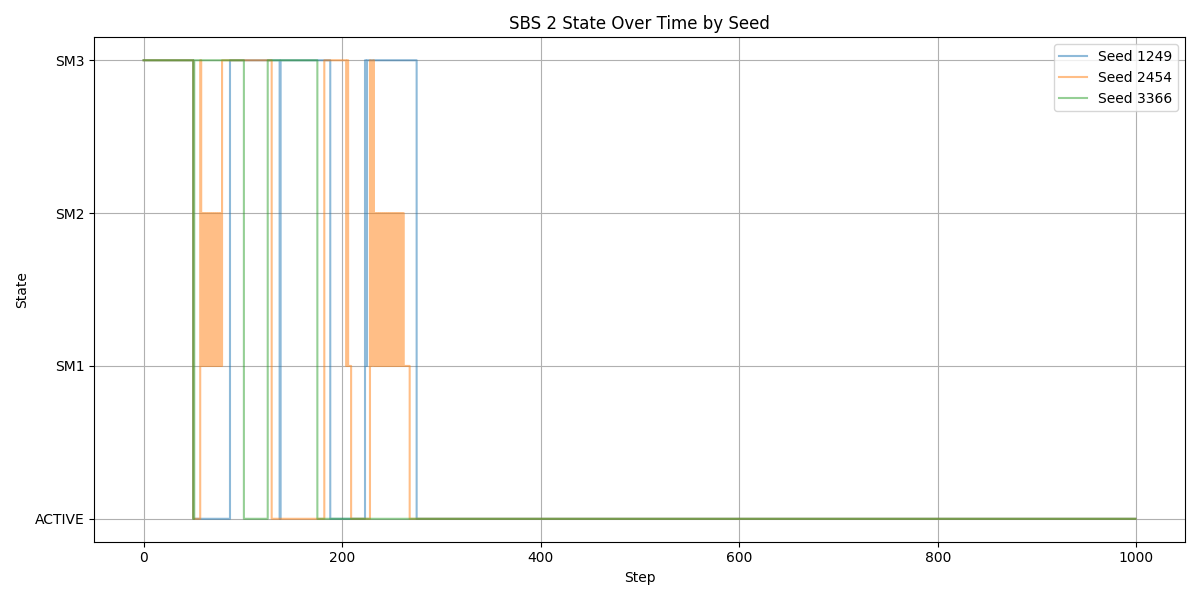 SBS 2 State Over Time by Seed
SM3
SM2
SM1
ACTIVE
State
0
200
400
600
800
1000
Step
Seed 1249
Seed 2454
Seed 3366